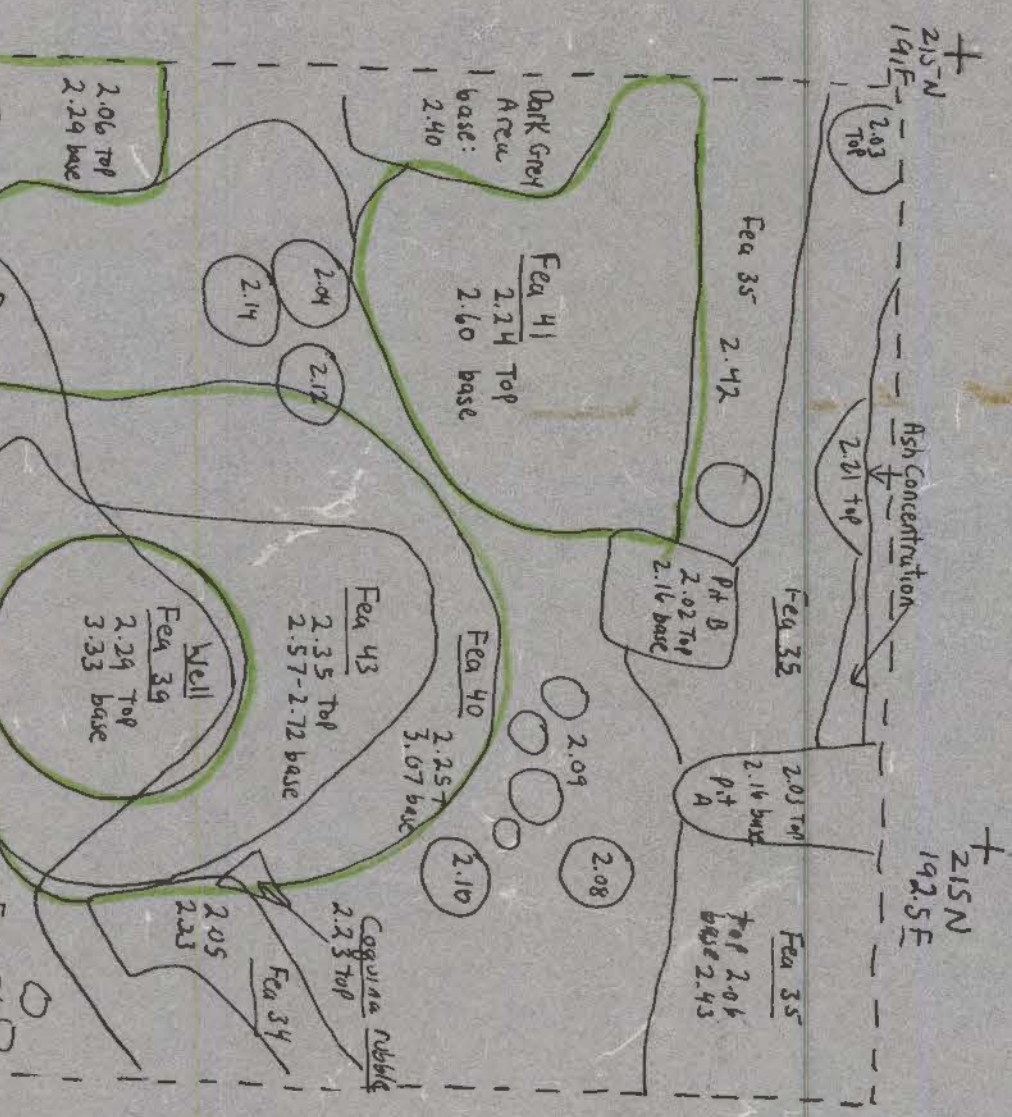 215N
191E
2.03
TOP
Ash Concentration
2.21 top
215N
192.5E
Fea 35 2.42
Fea 35
2.03 Top
2.16 base
Pit
A
Fea 35
top 2.06
base 2.43
Pit B
2.02 Top
2.16 base
Dark Grey
Area
base:
2.40
Fea 41
2.24 Top
2.60 base
2.09
2.08
2.10
Fea 40
2.25 T
3.07 base
2.04
2.14
2.12
2.06 TOP
2.29 base
Fea 43
2.35 Top
2.57-2.72 base
Well
Fea 39
2.29 Top
3.33 base
Coquina rubble
2.23 TOP
Fea 34
2.05
2.23